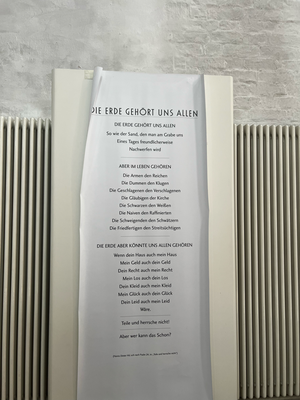 DIE ERDE GEHÖRT UNS ALLEN
DIE ERDE GEHÖRT UNS ALLEN
So wie der Sand, den man am Grabe uns
Eines Tages freundlicherweise
Nachwerfen wird
ABER IM LEBEN GEHÖREN
Die Armen den Reichen
Die Dummen den Klugen
Die Geschlagenen den Verschlagenen
Die Gläubigen der Kirche
Die Schwarzen den Weißen
Die Naiven den Raffinierten
Die Schweigenden den Schwätzern
Die Friedfertigen den Streitsüchtigen
DIE ERDE ABER KÖNNTE UNS ALLEN GEHÖREN
Wenn dein Haus auch mein Haus
Mein Geld auch dein Geld
Dein Recht auch mein Recht
Mein Los auch dein Los
Dein Kleid auch mein Kleid
Mein Glück auch dein Glück
Dein Leid auch mein Leid
Wäre.
Teile und herrsche nicht!
Aber wer kann das Schon?